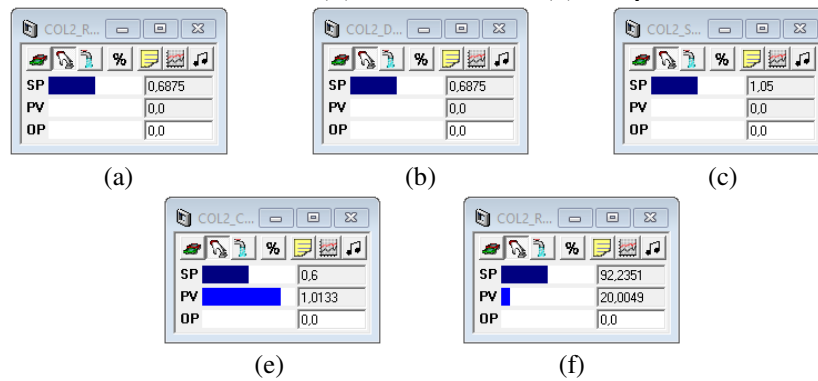 COL2_R... COL2_D... COL2_S...
% % %
SP 0,6875 SP 0,6875 SP 1,05
PV 0,0 PV 0,0 PV 0,0
OP 0,0 OP 0,0 OP 0,0
(a) (b) (c)
COL2_C... COL2_R...
% %
SP 0,6 SP 92,2351
PV 1,0133 PV 20,0049
OP 0,0 OP 0,0
(e) (f)